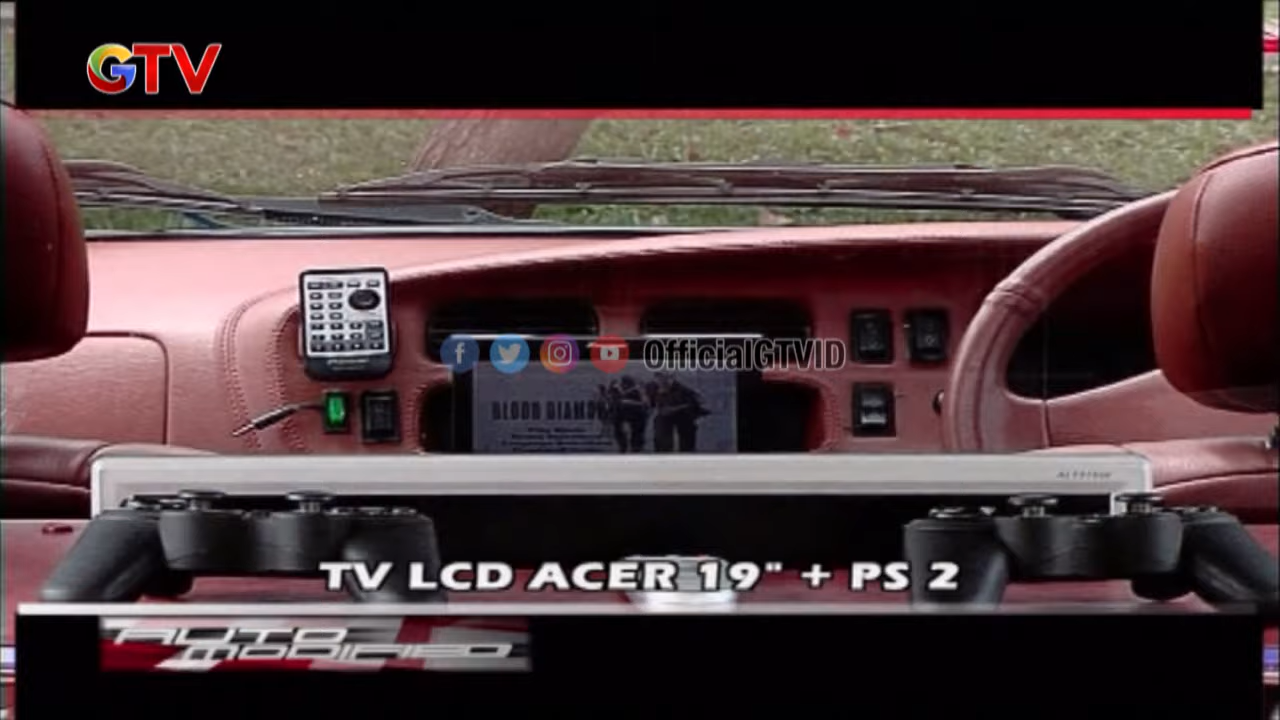 GTV
OfficialGTVID
BLOOD DIAMOND
TV LCD ACER 19" + PS 2
AUTO
MODIFIED